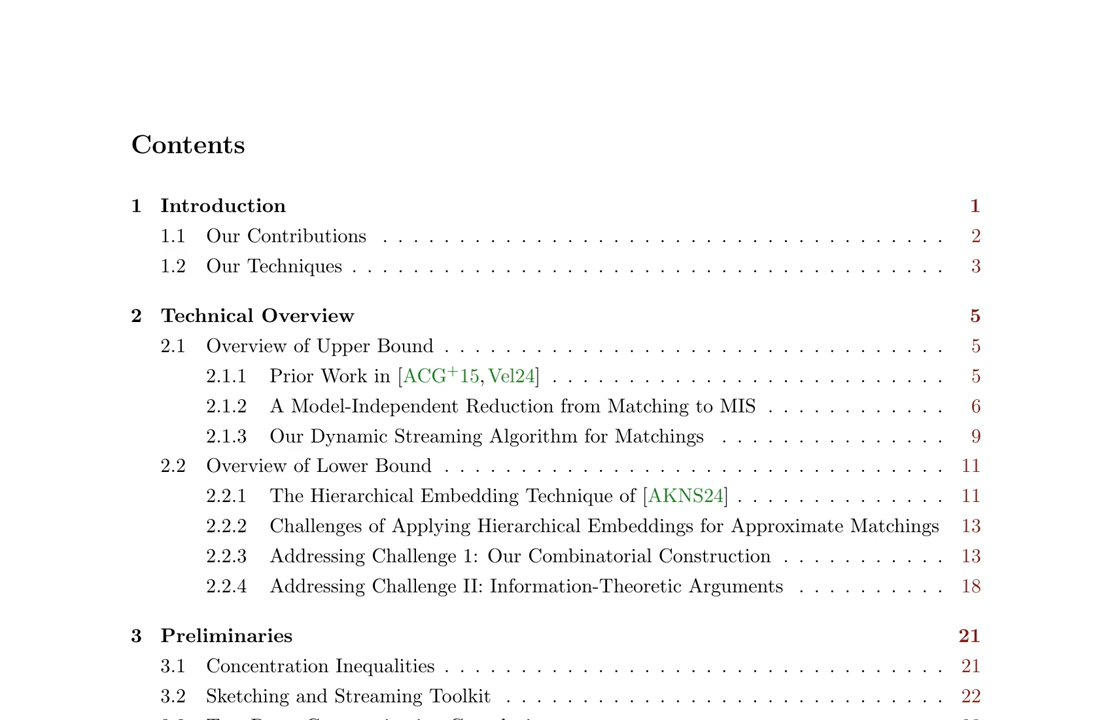 Contents
1 Introduction 1
1.1 Our Contributions . . . . . . . . . . . . . . . . . . . . . . . . . . . . . . . . . . . . . 2
1.2 Our Techniques . . . . . . . . . . . . . . . . . . . . . . . . . . . . . . . . . . . . . . . 3
2 Technical Overview 5
2.1 Overview of Upper Bound . . . . . . . . . . . . . . . . . . . . . . . . . . . . . . . . . 5
2.1.1 Prior Work in [ACG+15, Vel24] . . . . . . . . . . . . . . . . . . . . . . . . . . 5
2.1.2 A Model-Independent Reduction from Matching to MIS . . . . . . . . . . . . 6
2.1.3 Our Dynamic Streaming Algorithm for Matchings . . . . . . . . . . . . . . . 9
2.2 Overview of Lower Bound . . . . . . . . . . . . . . . . . . . . . . . . . . . . . . . . . 11
2.2.1 The Hierarchical Embedding Technique of [AKNS24] . . . . . . . . . . . . . . 11
2.2.2 Challenges of Applying Hierarchical Embeddings for Approximate Matchings 13
2.2.3 Addressing Challenge 1: Our Combinatorial Construction . . . . . . . . . . . 13
2.2.4 Addressing Challenge II: Information-Theoretic Arguments . . . . . . . . . . 18
3 Preliminaries 21
3.1 Concentration Inequalities . . . . . . . . . . . . . . . . . . . . . . . . . . . . . . . . . 21
3.2 Sketching and Streaming Toolkit . . . . . . . . . . . . . . . . . . . . . . . . . . . . . 22